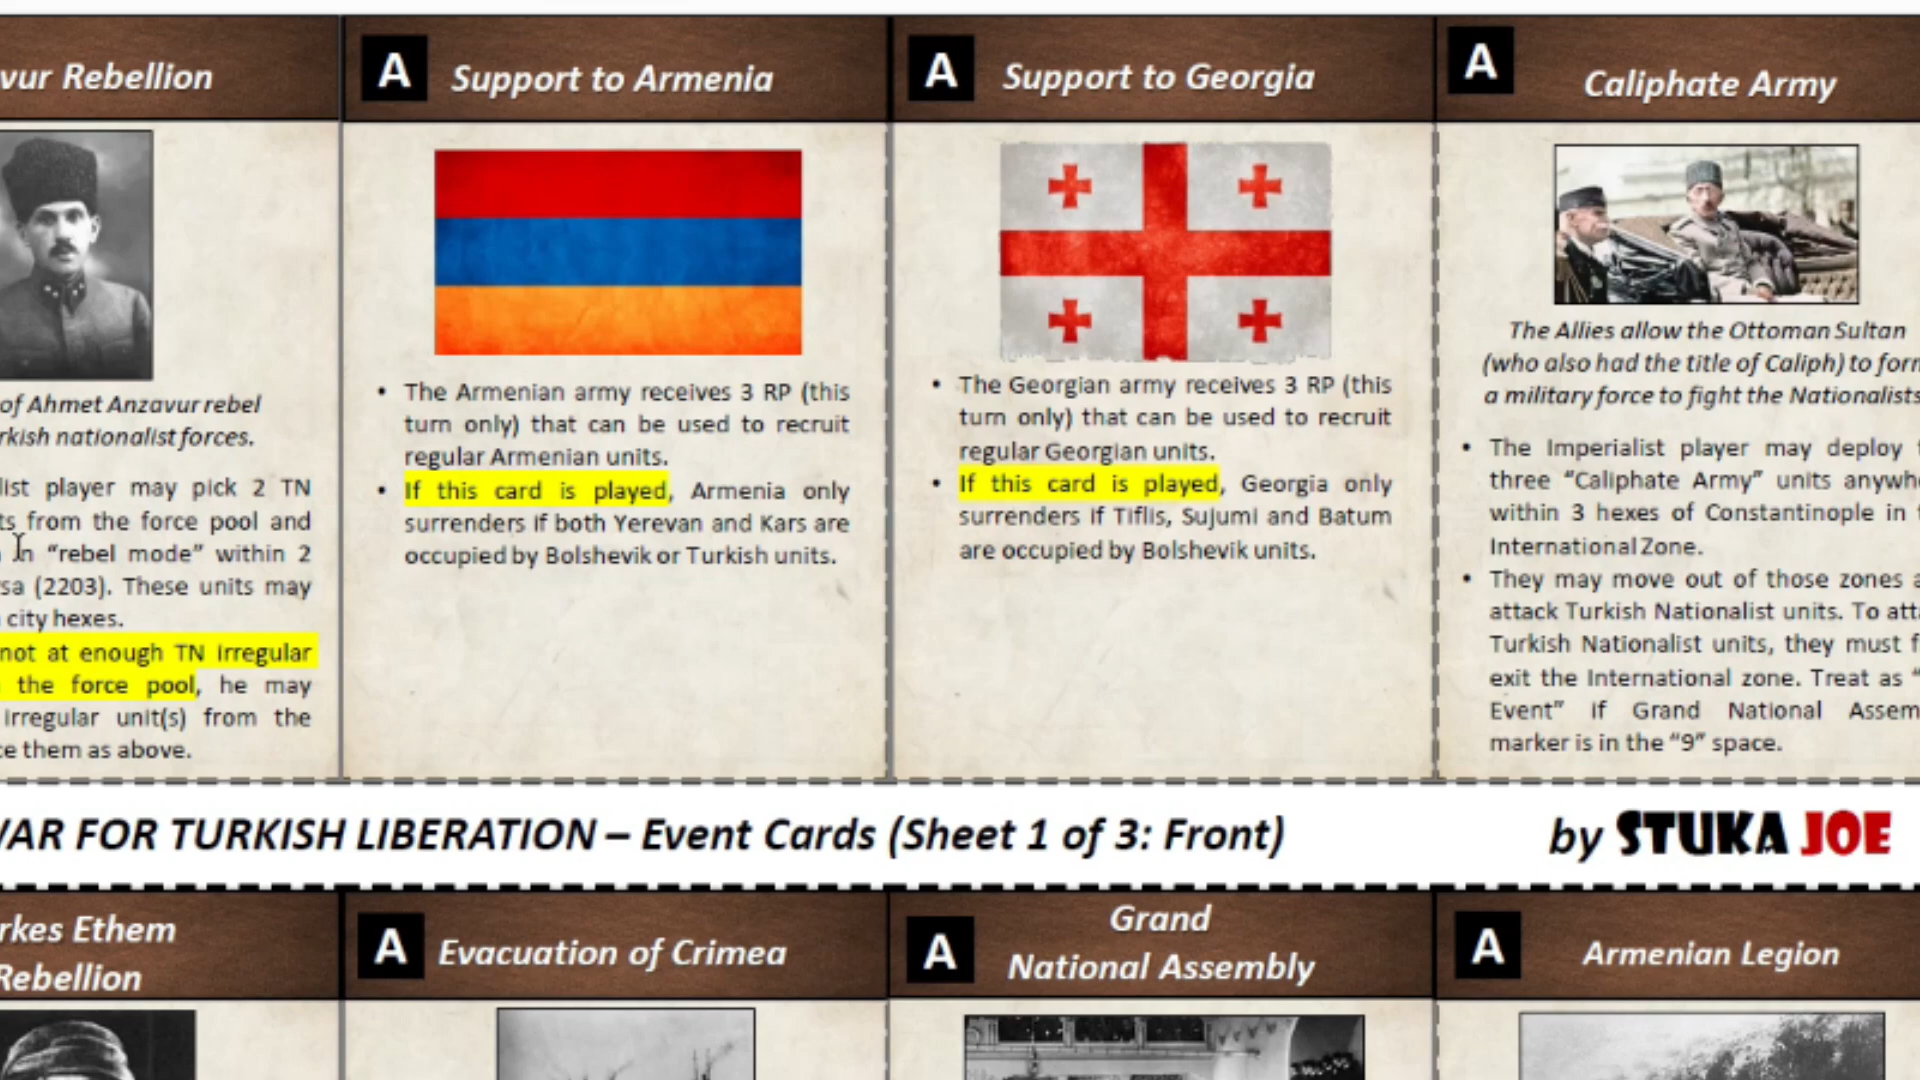 vur Rebellion
of Ahmet Anzavur rebel
rkish nationalist forces.
list player may pick 2 TN
ts from the force pool and
in "rebel mode" within 2
sa (2203). These units may
city hexes.
not at enough TN irregular
the force pool, he may
irregular unit(s) from the
ce them as above.
A
Support to Armenia
• The Armenian army receives 3 RP (this
turn only) that can be used to recruit
regular Armenian units.
• If this card is played, Armenia only
surrenders if both Yerevan and Kars are
occupied by Bolshevik or Turkish units.
A
Support to Georgia
• The Georgian army receives 3 RP (this
turn only) that can be used to recruit
regular Georgian units.
• If this card is played, Georgia only
surrenders if Tiflis, Sujumi and Batum
are occupied by Bolshevik units.
A
Caliphate Army
The Allies allow the Ottoman Sultan
(who also had the title of Caliph) to form
a military force to fight the Nationalists
• The Imperialist player may deploy
three "Caliphate Army" units anywh
within 3 hexes of Constantinople in
International Zone.
• They may move out of those zones a
attack Turkish Nationalist units. To att
Turkish Nationalist units, they must f
exit the International zone. Treat as "
Event" if Grand National Assem
marker is in the "9" space.
WAR FOR TURKISH LIBERATION – Event Cards (Sheet 1 of 3: Front)
by STUKA JOE
rkes Ethem
Rebellion
A
Evacuation of Crimea
A
Grand
National Assembly
A
Armenian Legion